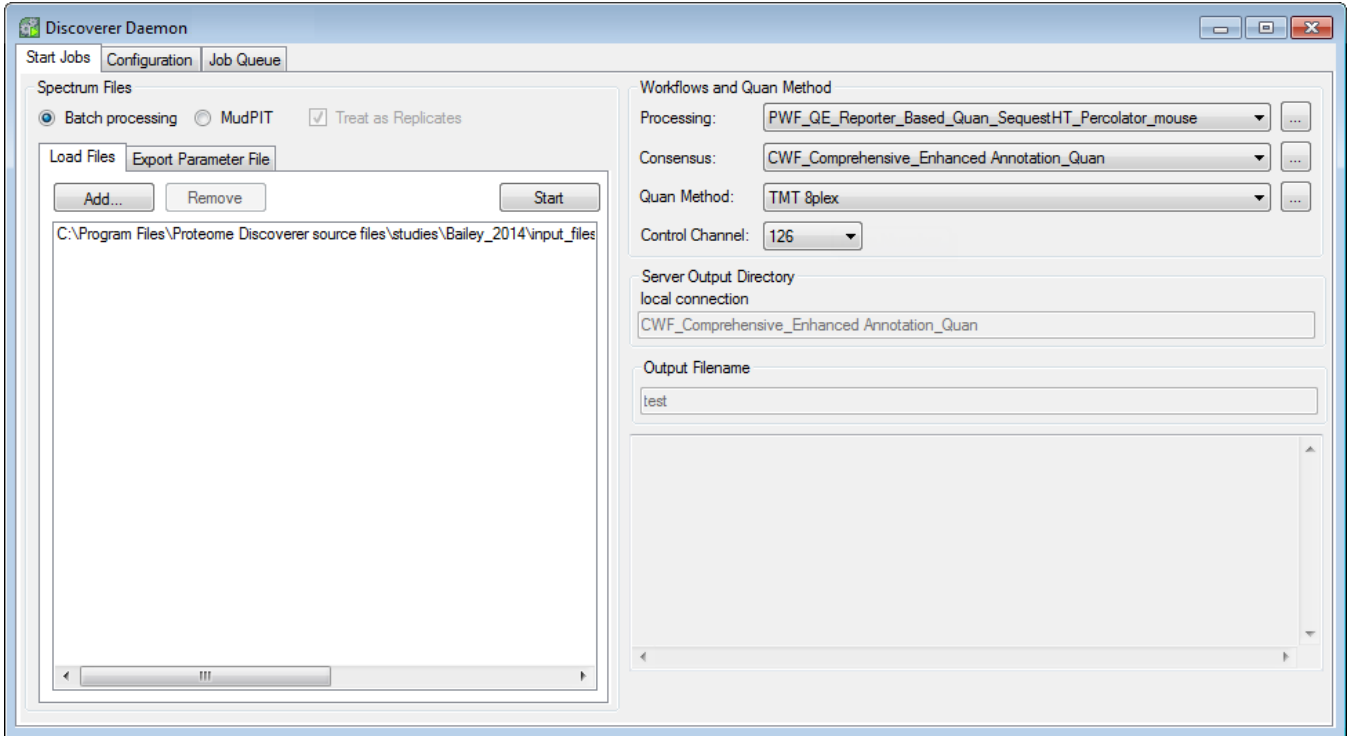 Discoverer Daemon
Start Jobs Configuration Job Queue
Spectrum Files
Batch processing MudPIT Treat as Replicates
Load Files Export Parameter File
Add... Remove Start
C:\Program Files\Proteome Discoverer source files\studies\Bailey_2014\input_files
Workflows and Quan Method
Processing: PWF_QE_Reporter_Based_Quan_SequestHT_Percolator_mouse ...
Consensus: CWF_Comprehensive_Enhanced Annotation_Quan ...
Quan Method: TMT 8plex ...
Control Channel: 126
Server Output Directory
local connection
CWF_Comprehensive_Enhanced Annotation_Quan
Output Filename
test